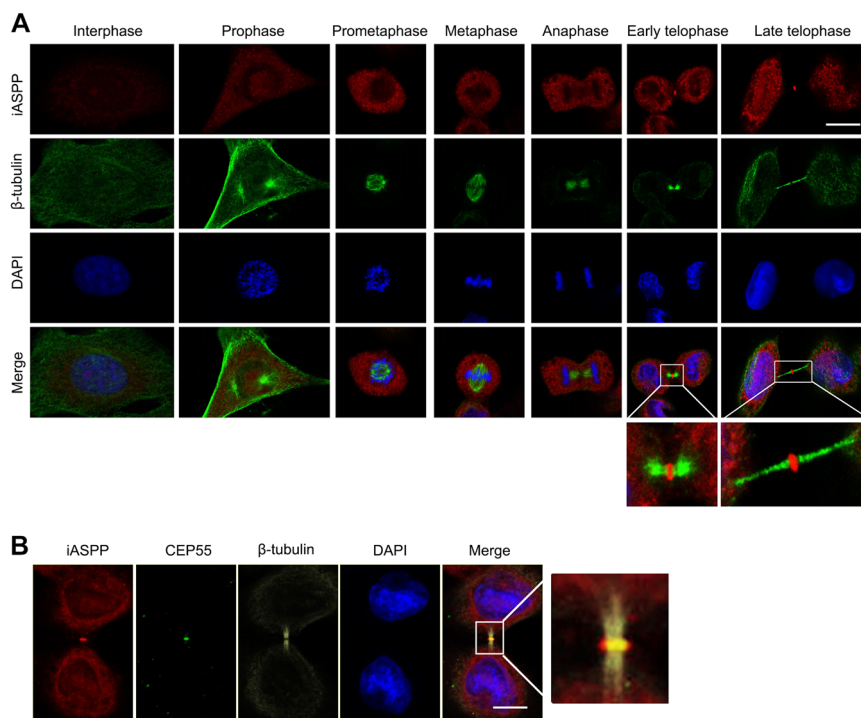 A
Interphase Prophase Prometaphase Metaphase Anaphase Early telophase Late telophase
iASPP
β-tubulin
DAPI
Merge
B
iASPP CEP55 β-tubulin DAPI Merge